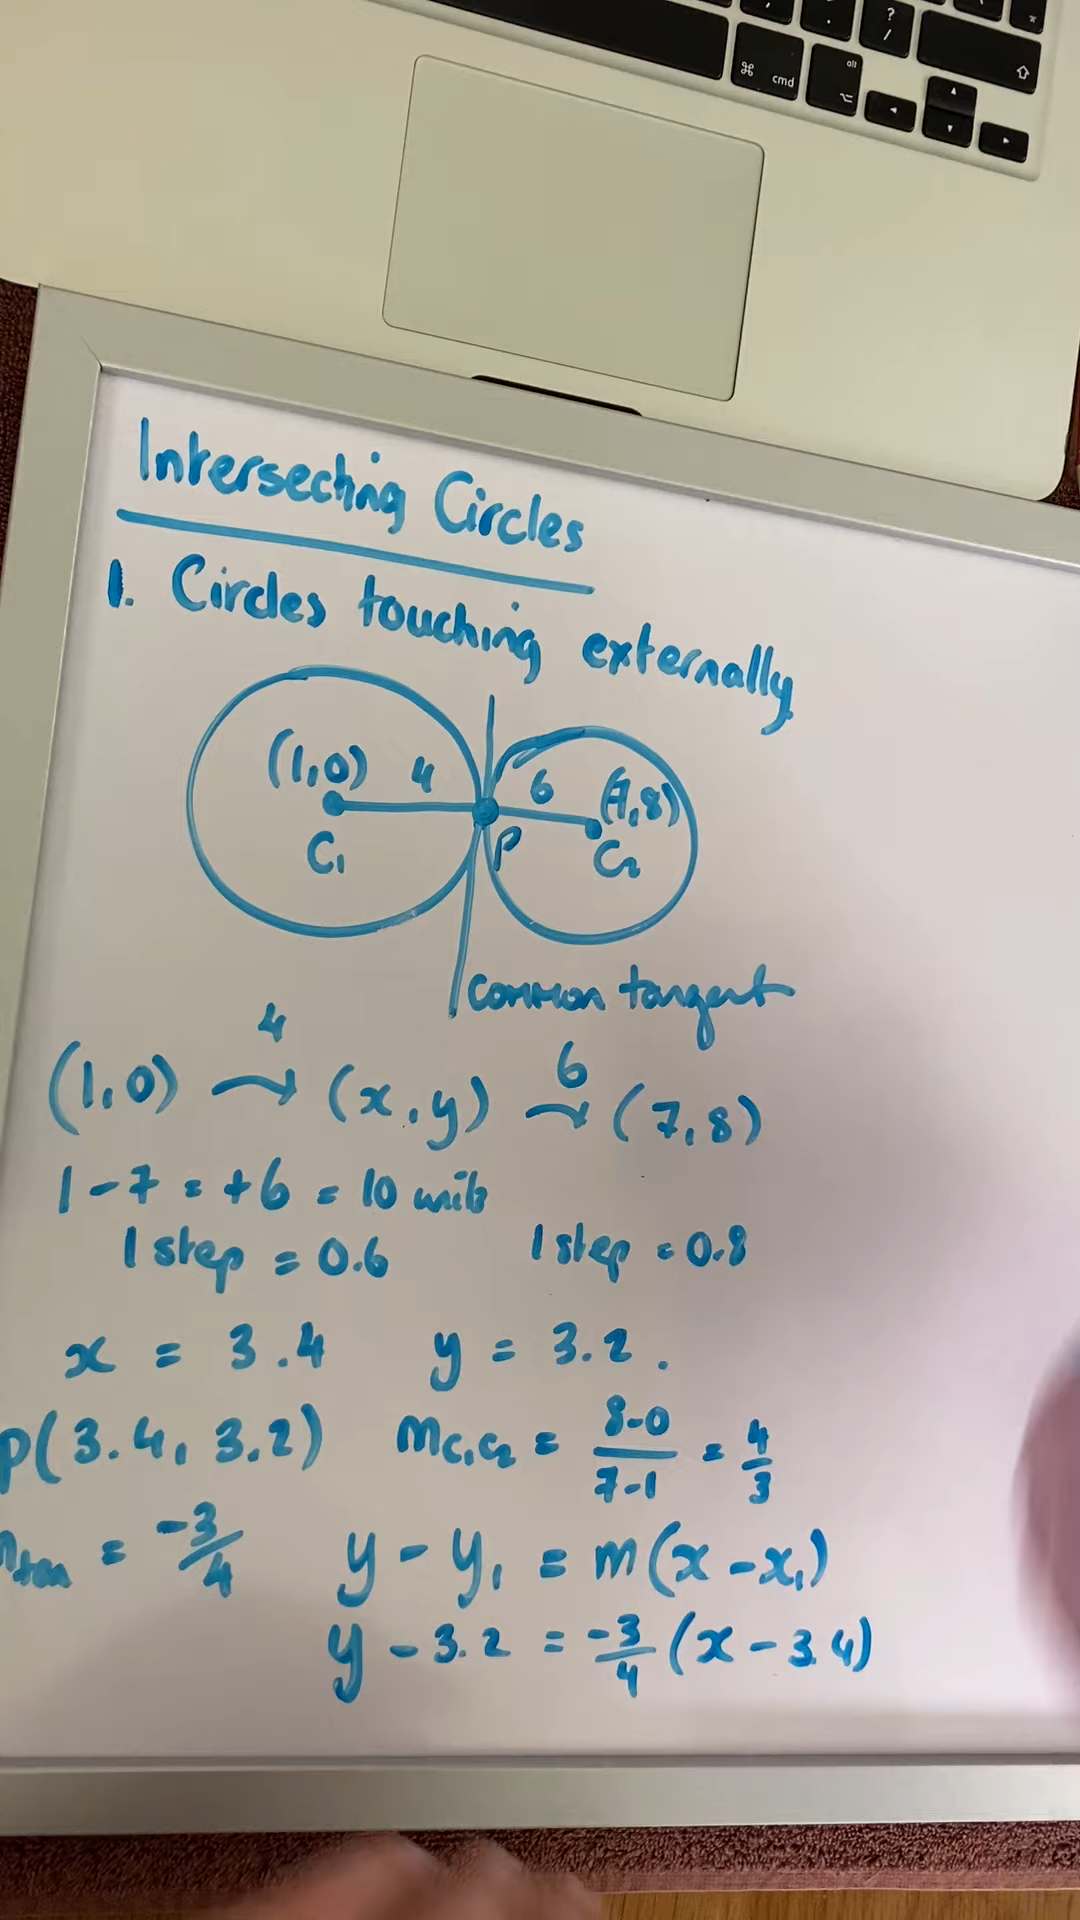 ? /
⌘ cmd
alt ⌥
Intersecting Circles
1. Circles touching externally
(1,0) 4 6 (7,8)
C₁ P C₂
common tangent
(1,0) 4→ (x,y) 6→ (7,8)
1-7 = +6 = 10 units
1 step = 0.6 1 step = 0.8
x = 3.4 y = 3.2.
P(3.4, 3.2) mc₁c₂ = 8-0/7-1 = 4/3
= -3/4 y - y₁ = m(x - x₁)
y - 3.2 = -3/4 (x - 3.4)